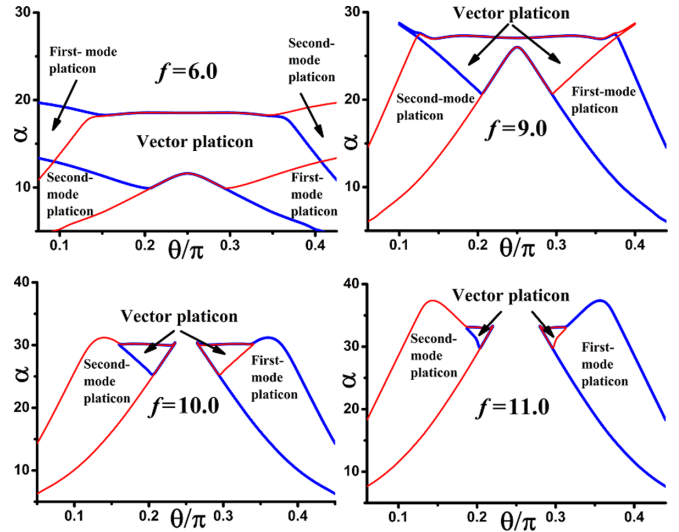 30
20
10
α
First- mode
platicon
f=6.0
Second-
mode
platicon
Vector platicon
Second-
mode
platicon
First-
mode
platicon
0.1
0.2
0.3
0.4
θ/π
30
20
10
α
Vector platicon
Second-mode
platicon
First-mode
platicon
f=9.0
0.1
0.2
0.3
0.4
θ/π
40
30
20
10
α
Vector platicon
Second-
mode
platicon
First-
mode
platicon
f=10.0
0.1
0.2
0.3
0.4
θ/π
40
30
20
10
α
Vector platicon
Second-
mode
platicon
First-
mode
platicon
f=11.0
0.1
0.2
0.3
0.4
θ/π